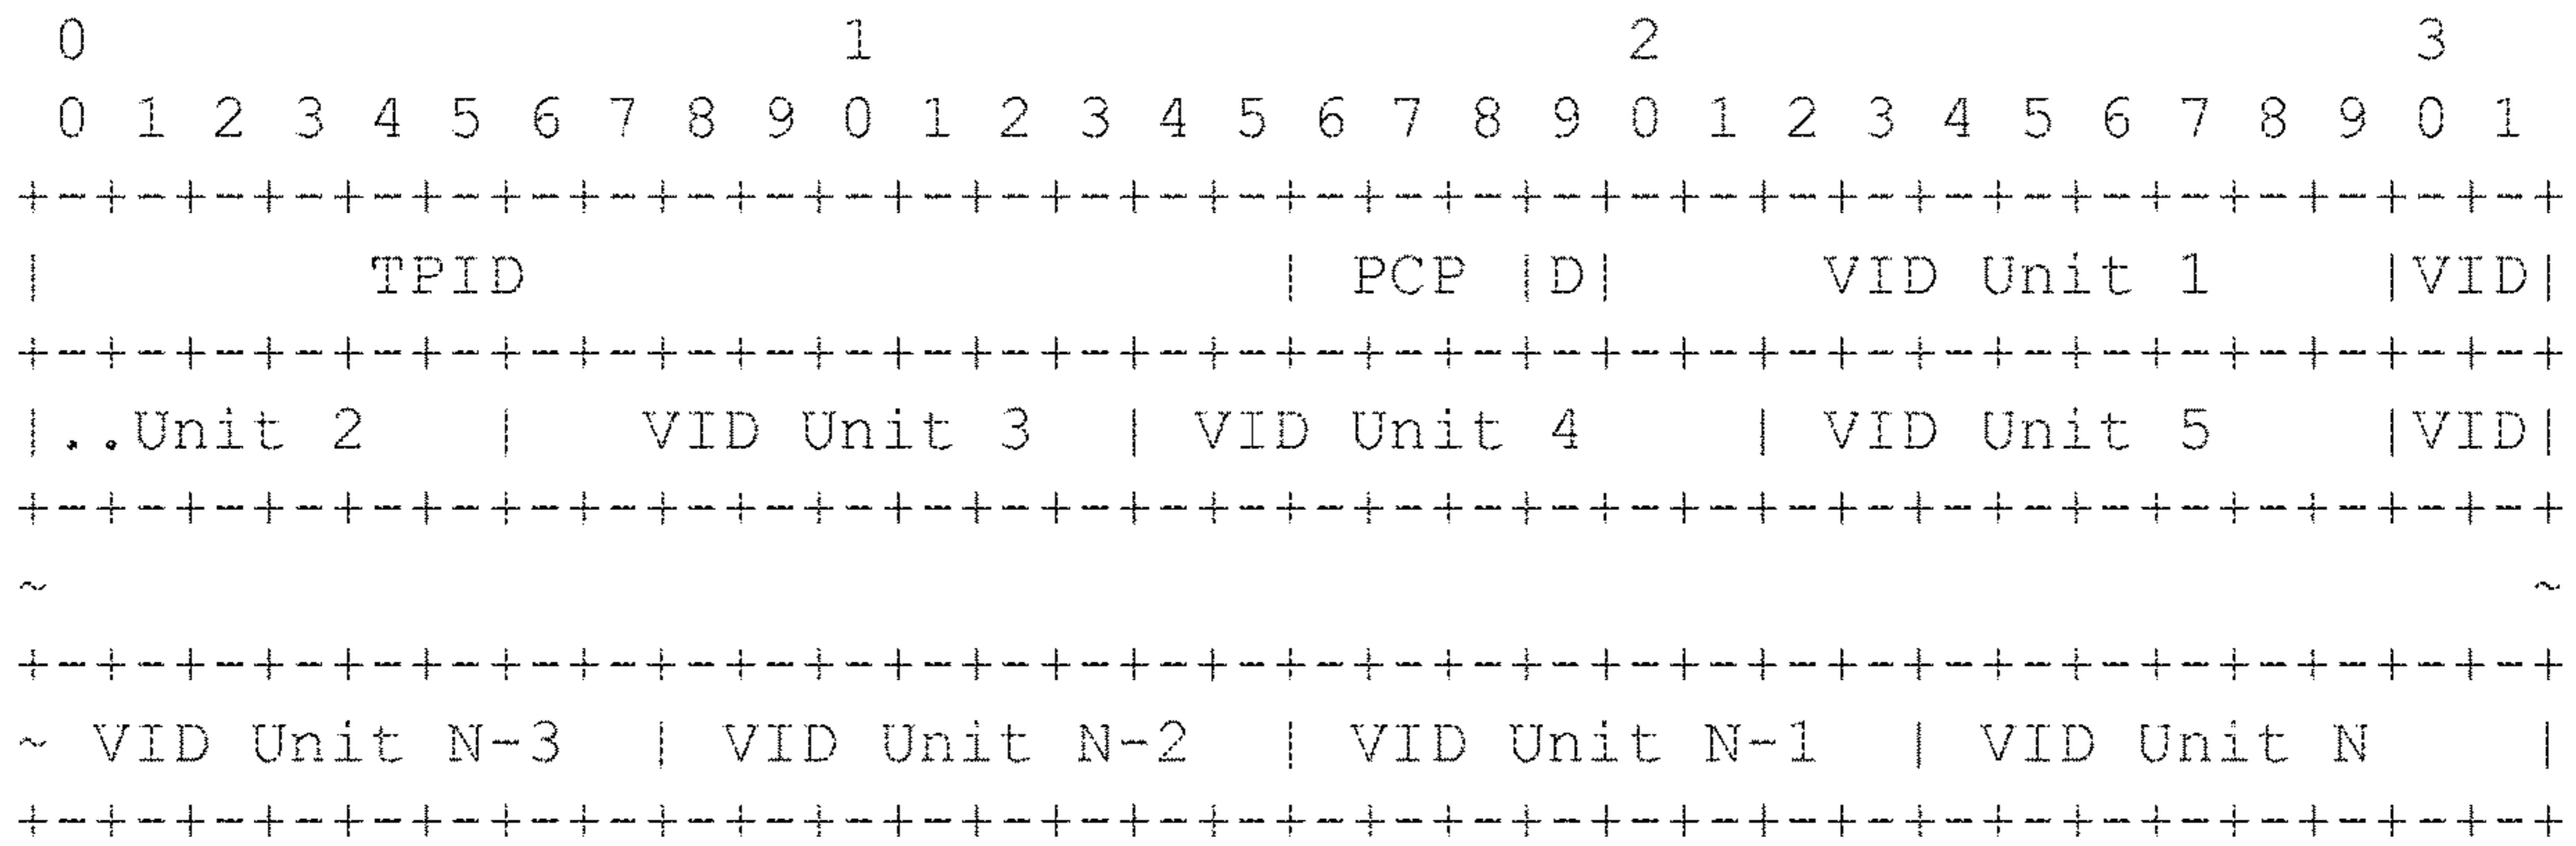 0                   1                   2                   3
 0 1 2 3 4 5 6 7 8 9 0 1 2 3 4 5 6 7 8 9 0 1 2 3 4 5 6 7 8 9 0 1
+-+-+-+-+-+-+-+-+-+-+-+-+-+-+-+-+-+-+-+-+-+-+-+-+-+-+-+-+-+-+-+-+
|        TPID                   | PCP |D|     VID Unit 1    |VID|
+-+-+-+-+-+-+-+-+-+-+-+-+-+-+-+-+-+-+-+-+-+-+-+-+-+-+-+-+-+-+-+-+
|..Unit 2   |   VID Unit 3  | VID Unit 4    | VID Unit 5    |VID|
+-+-+-+-+-+-+-+-+-+-+-+-+-+-+-+-+-+-+-+-+-+-+-+-+-+-+-+-+-+-+-+-+
~                                                               ~
+-+-+-+-+-+-+-+-+-+-+-+-+-+-+-+-+-+-+-+-+-+-+-+-+-+-+-+-+-+-+-+-+
~ VID Unit N-3  | VID Unit N-2  | VID Unit N-1  | VID Unit N    |
+-+-+-+-+-+-+-+-+-+-+-+-+-+-+-+-+-+-+-+-+-+-+-+-+-+-+-+-+-+-+-+-+